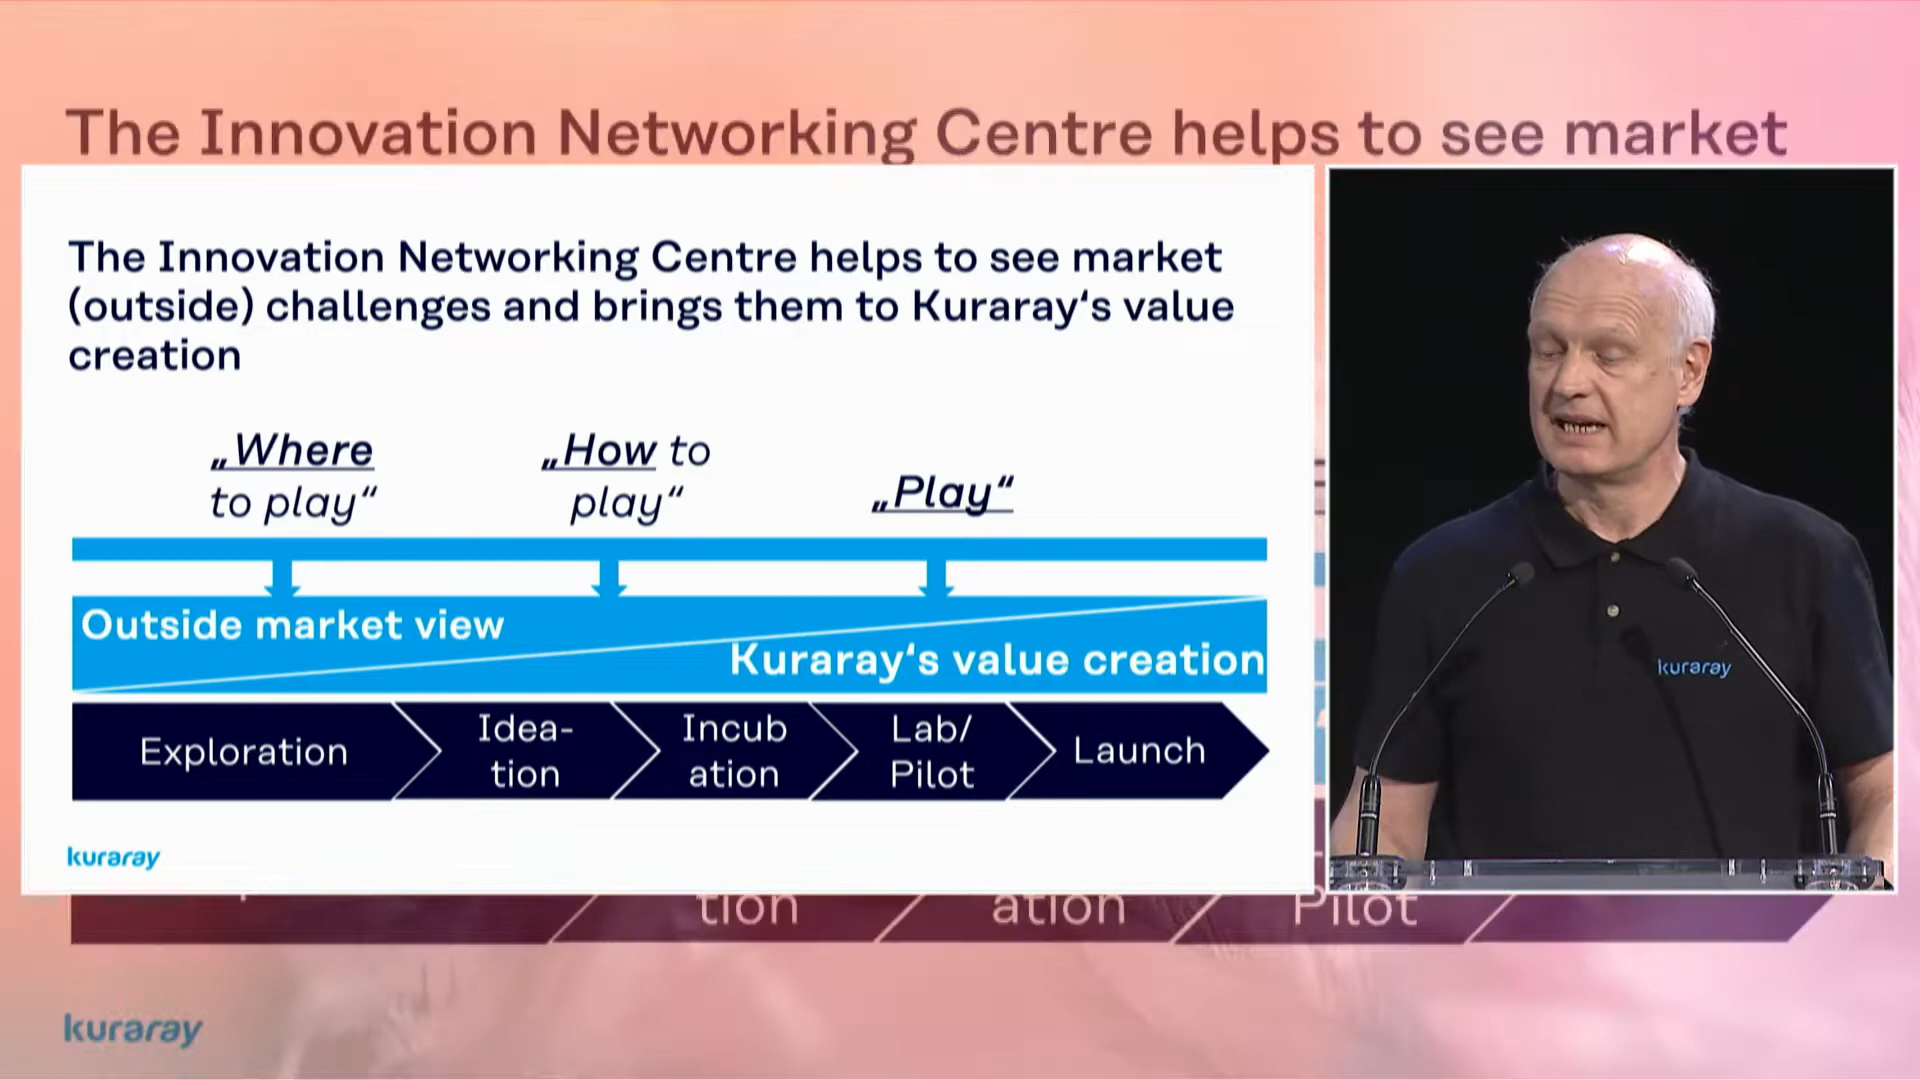 The Innovation Networking Centre helps to see market
The Innovation Networking Centre helps to see market
(outside) challenges and brings them to Kuraray‘s value
creation
„Where
to play“
„How to
play“
„Play“
Outside market view
Kuraray‘s value creation
Exploration
Idea-
tion
Incub
ation
Lab/
Pilot
Launch
kuraray
kuraray
tion
ation
Pilot
kuraray